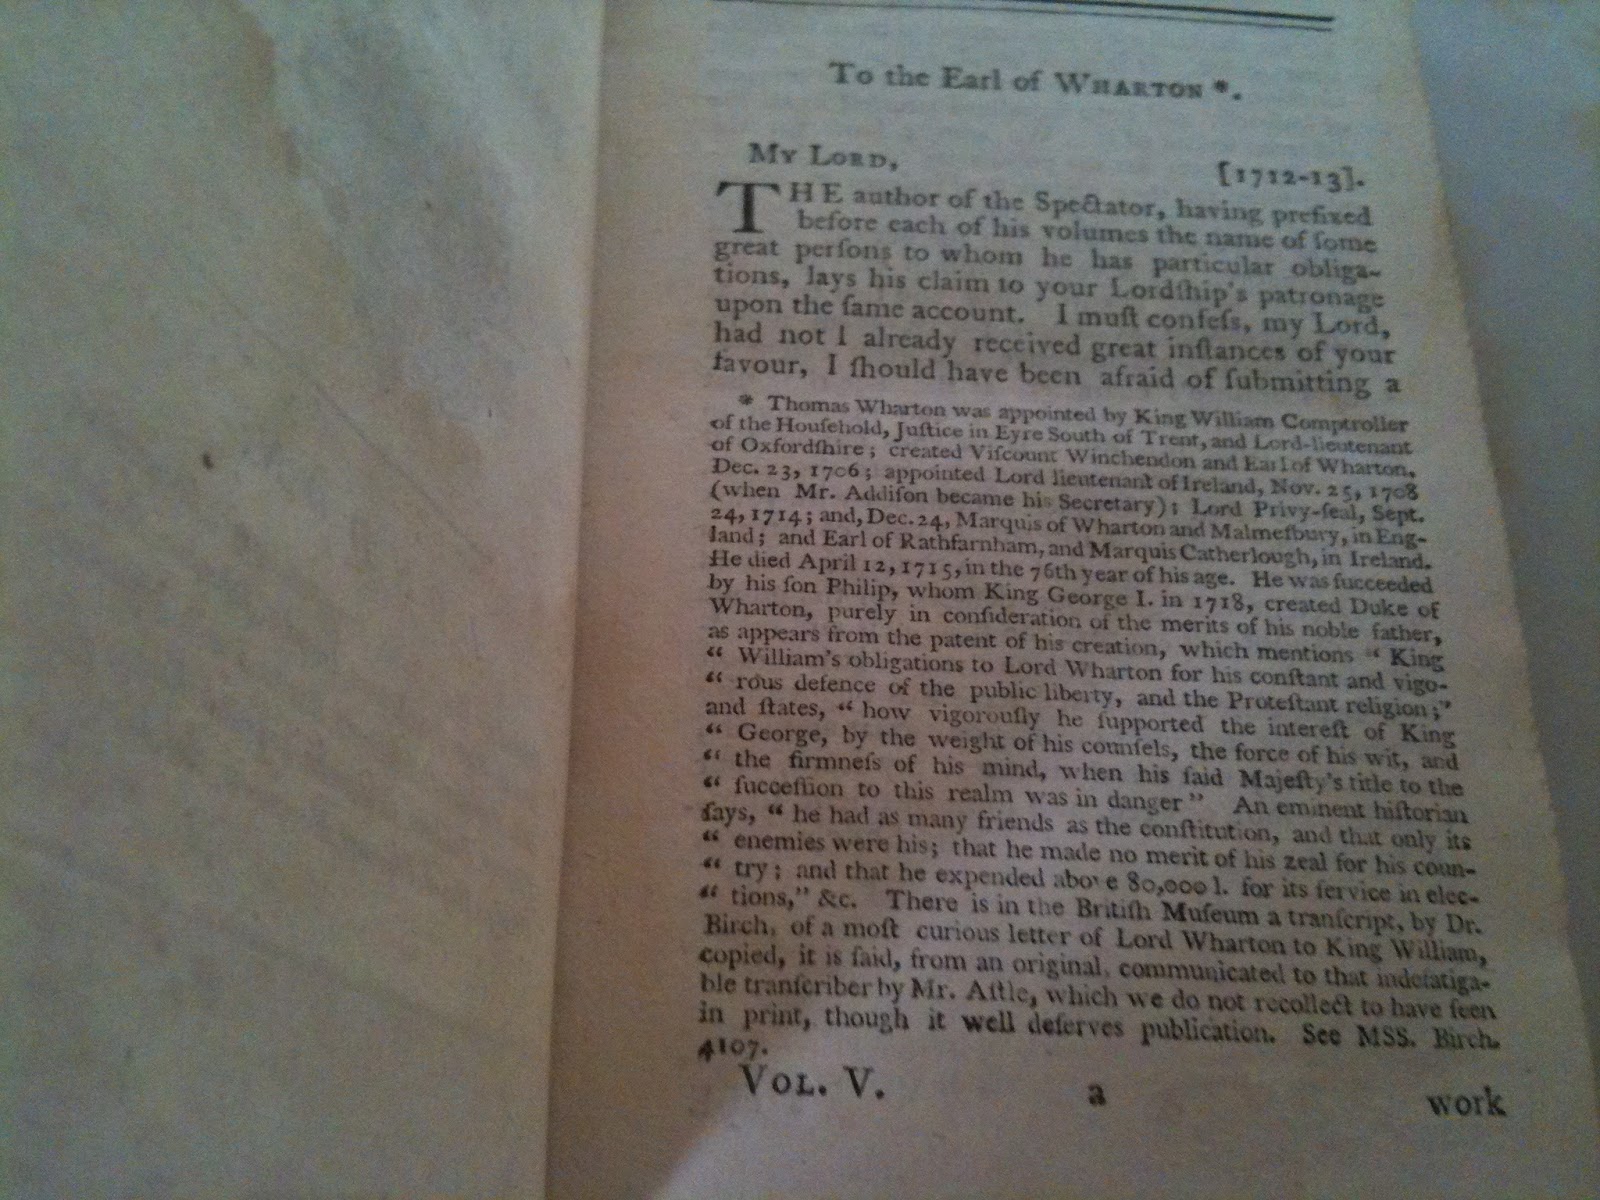 To the Earl of WHARTON *.
MY LORD, [1712-13].
THE author of the Spectator, having prefixed
before each of his volumes the name of ſome
great perſons to whom he has particular obliga-
tions, lays his claim to your Lordſhip's patronage
upon the ſame account. I muſt confeſs, my Lord,
had not I already received great inſtances of your
favour, I ſhould have been afraid of ſubmitting a
* Thomas Wharton was appointed by King William Comptroller
of the Houſehold, Juſtice in Eyre South of Trent, and Lord-lieutenant
of Oxfordſhire; created Viſcount Winchendon and Earl of Wharton,
Dec. 23, 1706; appointed Lord lieutenant of Ireland, Nov. 25, 1708
(when Mr. Addiſon became his Secretary); Lord Privy-ſeal, Sept.
24, 1714; and, Dec. 24, Marquis of Wharton and Malmeſbury, in Eng-
land; and Earl of Rathfarnham, and Marquis Catherlough, in Ireland.
He died April 12, 1715, in the 76th year of his age. He was ſucceeded
by his ſon Philip, whom King George I. in 1718, created Duke of
Wharton, purely in conſideration of the merits of his noble father,
as appears from the patent of his creation, which mentions “ King
“ William's obligations to Lord Wharton for his conſtant and vigo-
“ rous defence of the public liberty, and the Proteſtant religion;”
and ſtates, “ how vigorouſly he ſupported the intereſt of King
“ George, by the weight of his counſels, the force of his wit, and
“ the firmneſs of his mind, when his ſaid Majeſty's title to the
“ ſucceſſion to this realm was in danger” An eminent hiſtorian
ſays, “ he had as many friends as the conſtitution, and that only its
“ enemies were his; that he made no merit of his zeal for his coun-
“ try; and that he expended above 80,000 l. for its ſervice in elec-
“ tions,” &c. There is in the Britiſh Muſeum a tranſcript, by Dr.
Birch, of a moſt curious letter of Lord Wharton to King William,
copied, it is ſaid, from an original, communicated to that indefatiga-
ble tranſcriber by Mr. Aſtle, which we do not recollect to have ſeen
in print, though it well deſerves publication. See MSS. Birch.
4107.
VOL. V. a work